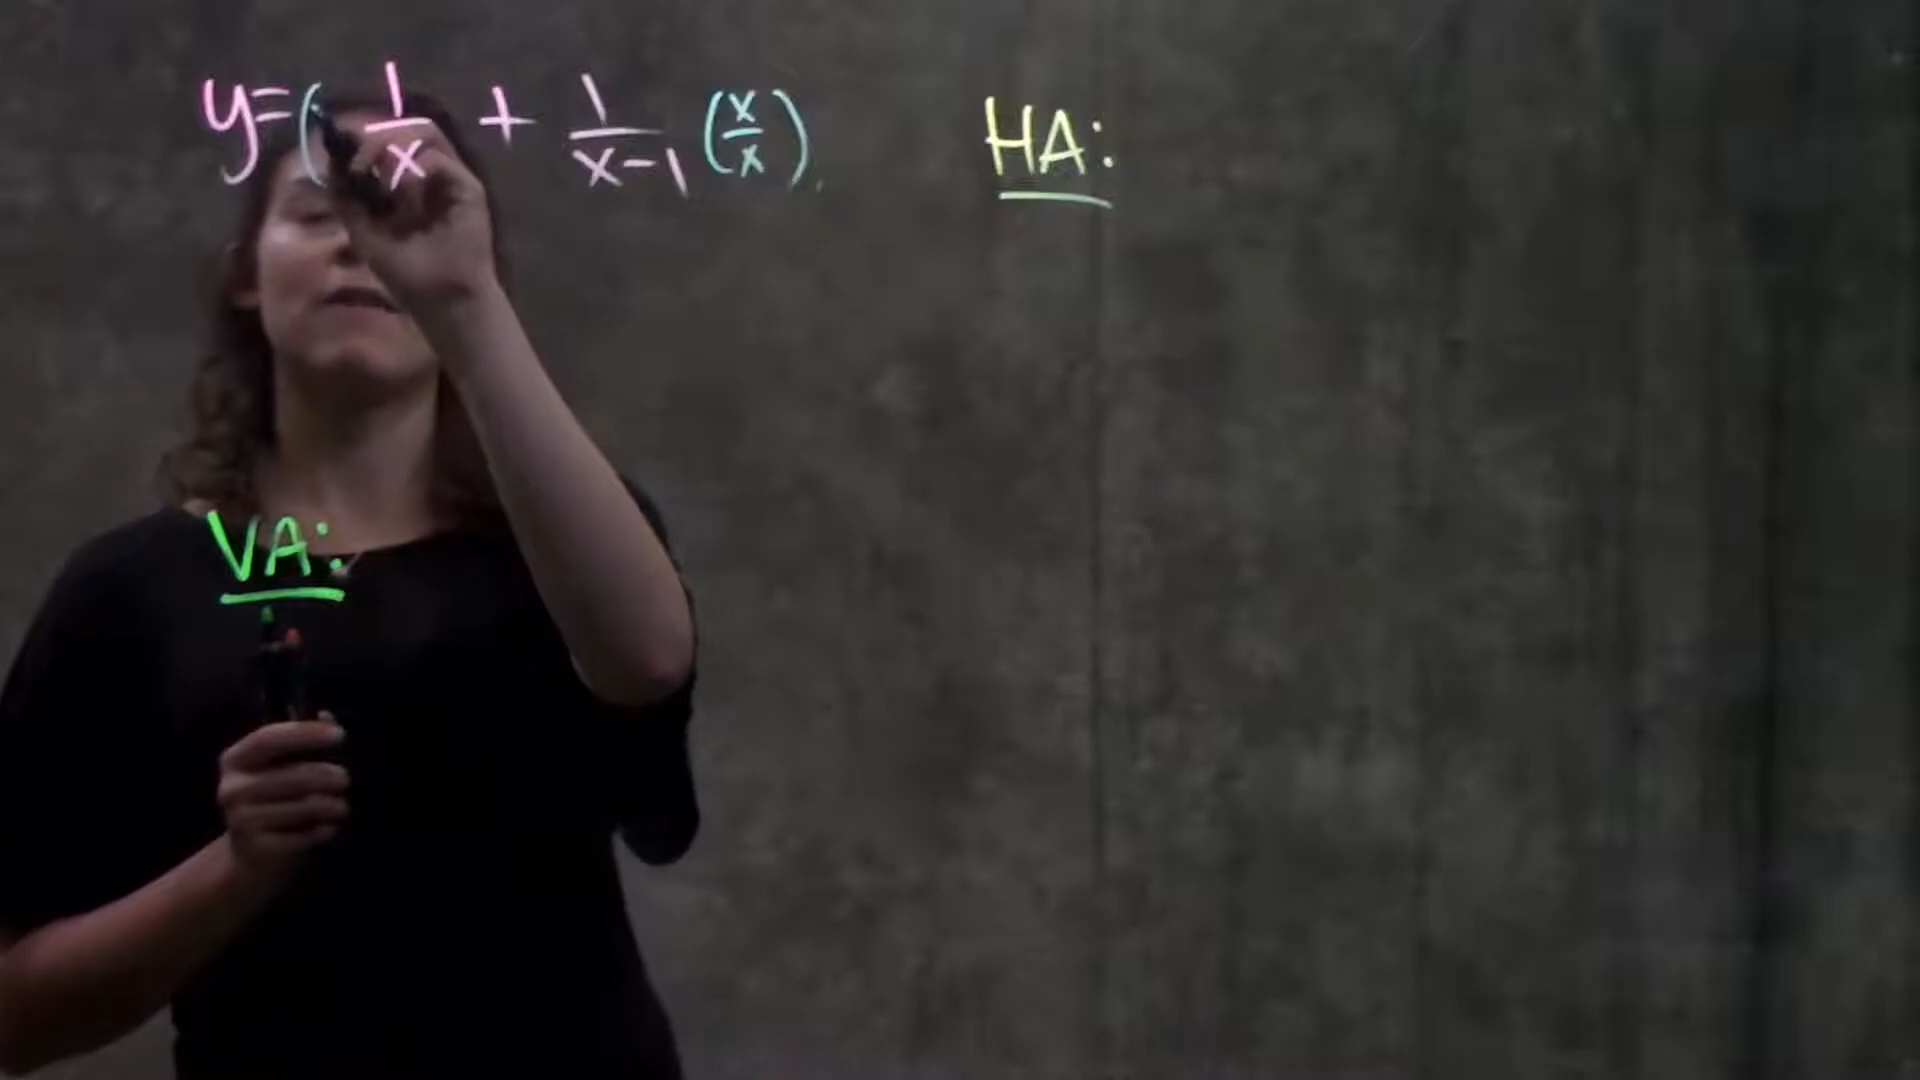 y=( 1/x + 1/x-1 (x/x)
HA:
VA: